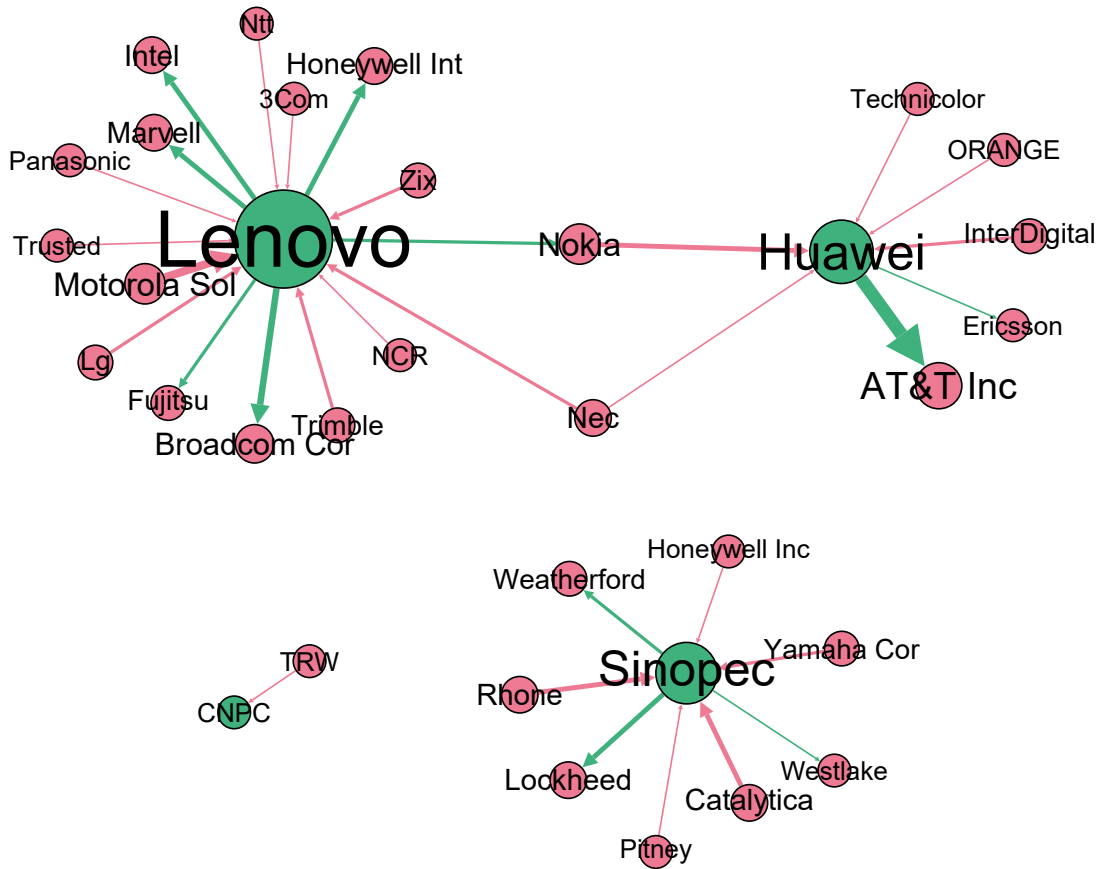 Ntt
Intel
Honeywell Int
3Com
Technicolor
Marvell
ORANGE
Panasonic
Zix
InterDigital
Trusted
Lenovo
Nokia
Huawei
Motorola Sol
Ericsson
Lg
NCR
AT&T Inc
Fujitsu
Nec
Trimble
Broadcom Cor
Honeywell Inc
Weatherford
Yamaha Cor
TRW
Sinopec
Rhone
CNPC
Westlake
Lockheed
Catalytica
Pitney